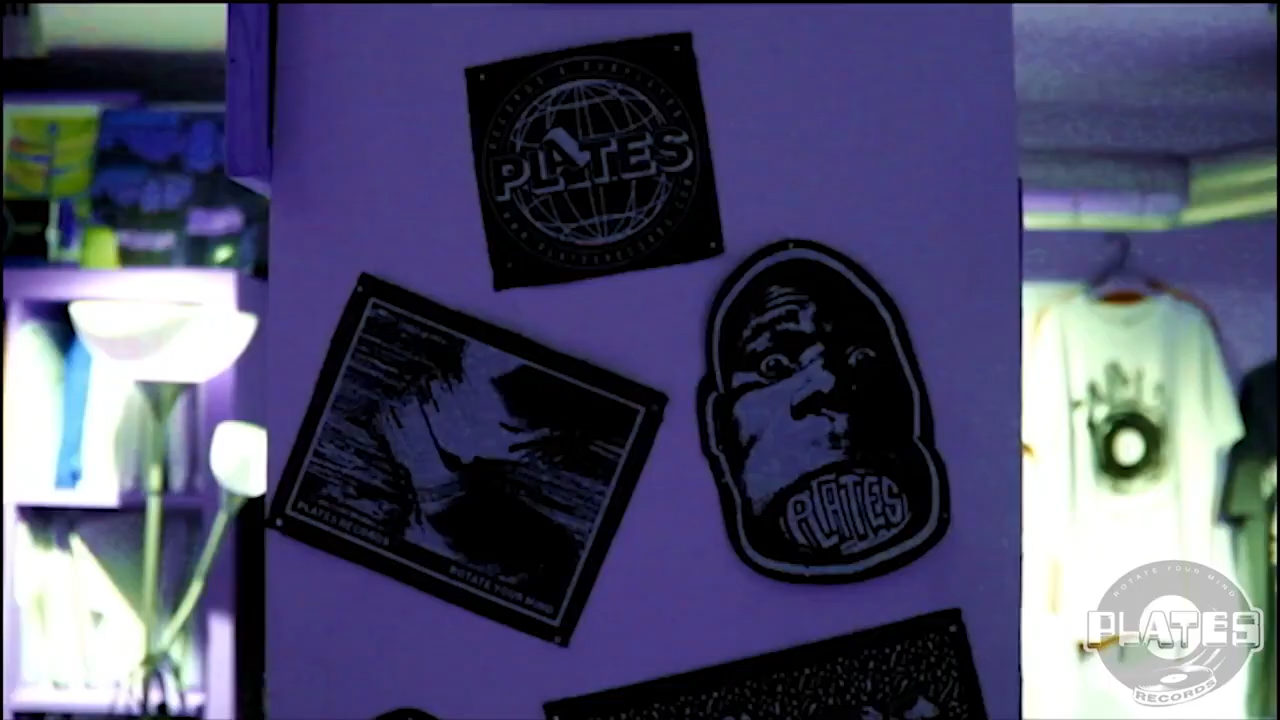 PLATES
PLATES RECORDS
ROTATE YOUR MIND
PLATES
ROTATE YOUR MIND
PLATES
RECORDS